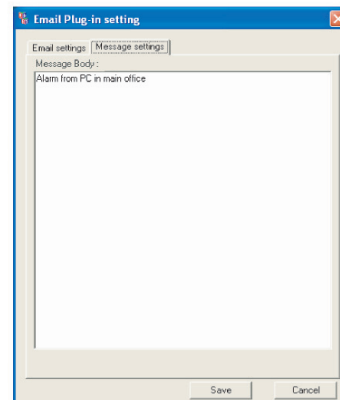 Email Plug-in setting
Email settings Message settings
Message Body :
Alarm from PC in main office
Save Cancel